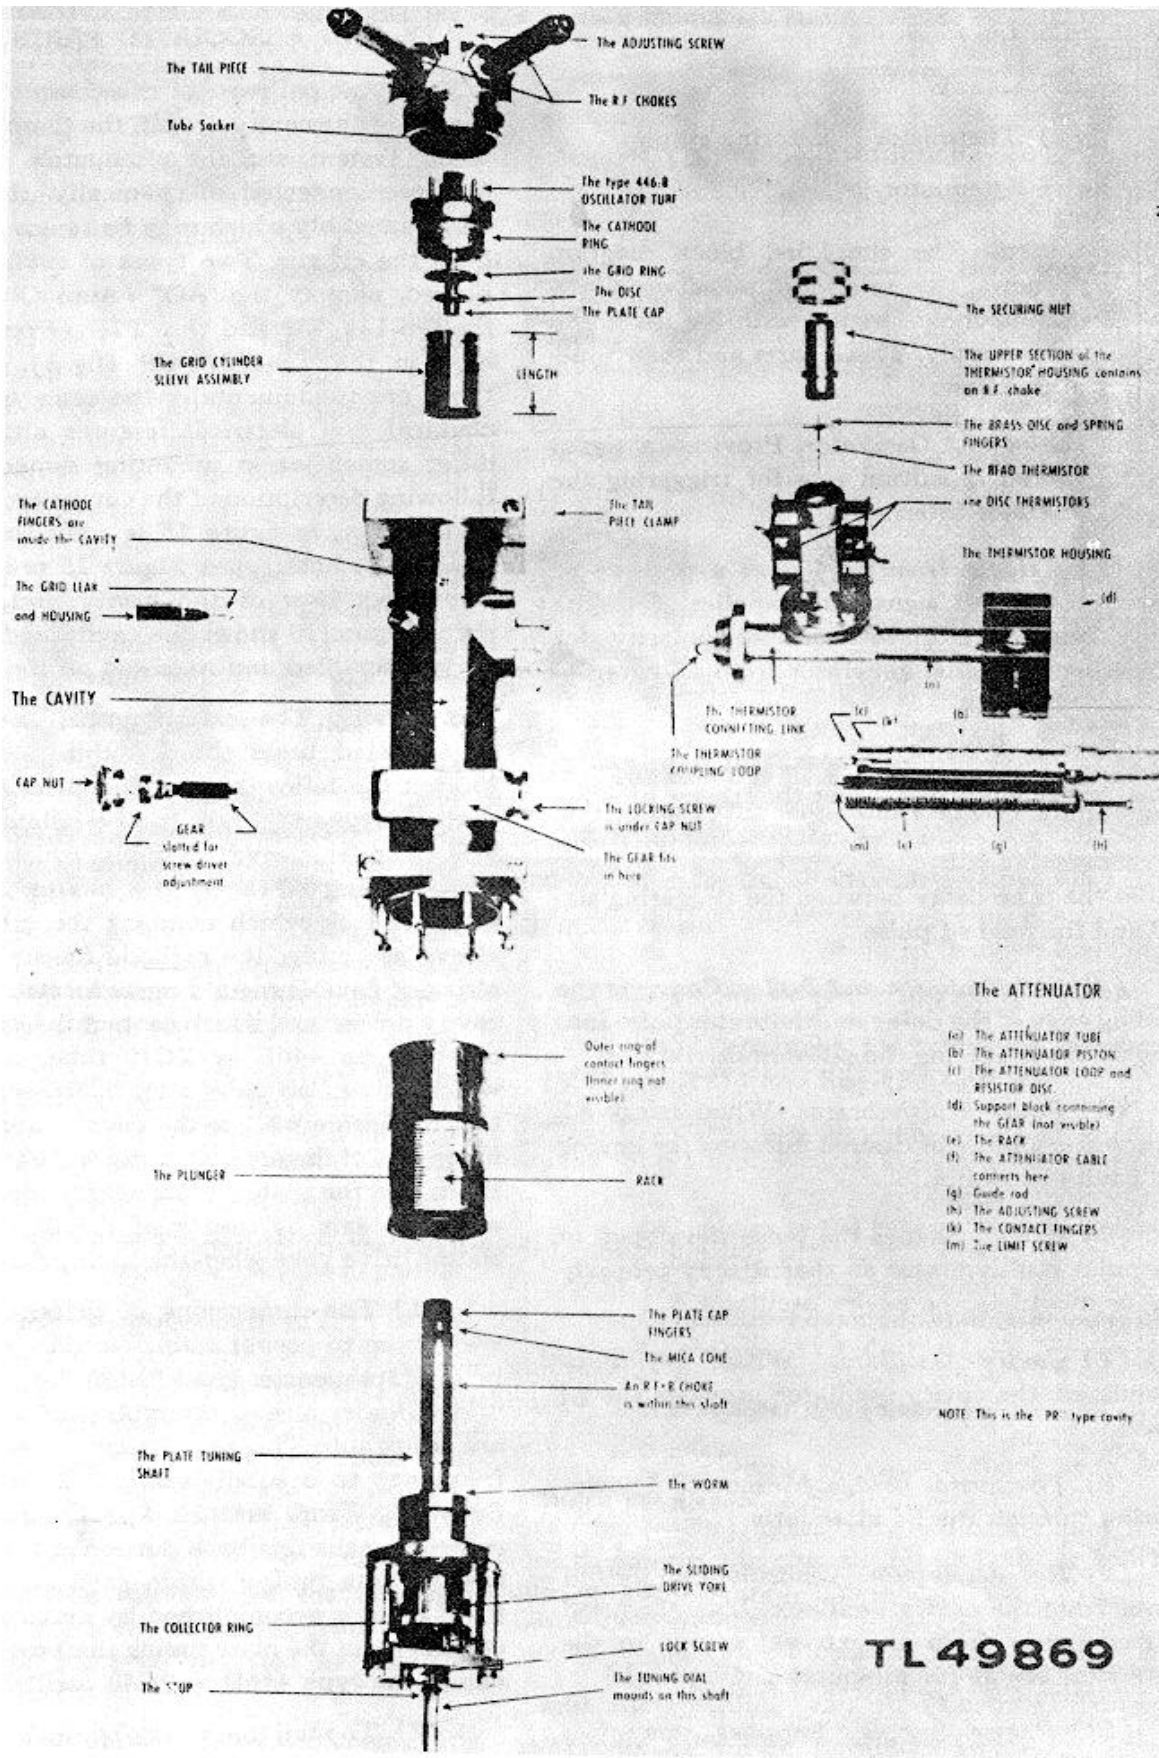 The ADJUSTING SCREW
The TAIL PIECE
The R.F. CHOKES
Tube Socket
The type 446-B
OSCILLATOR TUBE
The CATHODE
RING
The GRID RING
The DISC
The PLATE CAP
The GRID CYLINDER
SLEEVE ASSEMBLY
LENGTH
The SECURING NUT
The UPPER SECTION of the
THERMISTOR HOUSING contains
an R.F. choke
The BRASS DISC and SPRING
FINGERS
The BEAD THERMISTOR
The DISC THERMISTORS
The THERMISTOR HOUSING
The CATHODE
FINGERS are
inside the CAVITY
The TAIL
PIECE CLAMP
The GRID LEAK
and HOUSING
(d)
(n)
The CAVITY
The THERMISTOR
CONNECTING LINK
(c)
(k)
(b)
The THERMISTOR
COUPLING LOOP
CAP NUT
GEAR
slotted for
screw driver
adjustment
The LOCKING SCREW
is under CAP NUT
The GEAR fits
in here
(m)
(g)
(h)
The ATTENUATOR
The ATTENUATOR TUBE
(b) The ATTENUATOR PISTON
(c) The ATTENUATOR LOOP and
RESISTOR DISC
(d) Support block containing
the GEAR (not visible)
(e) The RACK
(f) The ATTENUATOR CABLE
connects here
(g) Guide rod
(h) The ADJUSTING SCREW
(k) The CONTACT FINGERS
(m) The LIMIT SCREW
Outer ring of
contact fingers
(Inner ring not
visible)
The PLUNGER
RACK
The PLATE CAP
FINGERS
The MICA CONE
An R F - B CHOKE
is within this shaft
NOTE This is the "PR" type cavity
The PLATE TUNING
SHAFT
The WORM
The SLIDING
DRIVE YOKE
The COLLECTOR RING
LOCK SCREW
The STOP
The TUNING DIAL
mounts on this shaft
TL49869